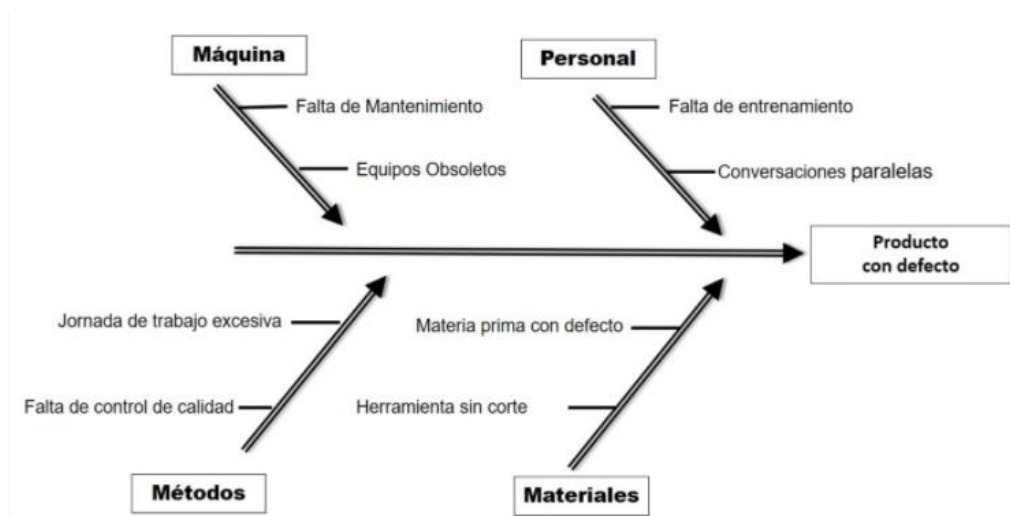 Máquina
Personal
Falta de Mantenimiento
Falta de entrenamiento
Equipos Obsoletos
Conversaciones paralelas
Producto
con defecto
Jornada de trabajo excesiva
Materia prima con defecto
Falta de control de calidad
Herramienta sin corte
Métodos
Materiales